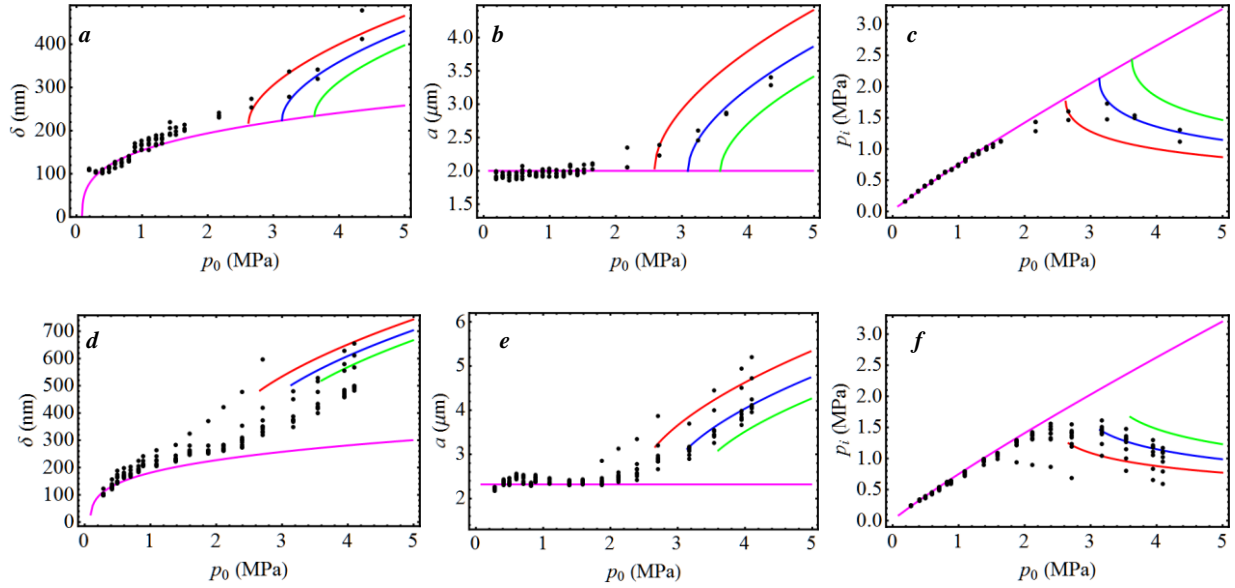 a
δ (nm)
400
300
200
100
0
0 1 2 3 4 5
p₀ (MPa)
b
a (μm)
4.0
3.5
3.0
2.5
2.0
1.5
0 1 2 3 4 5
p₀ (MPa)
c
pᵢ (MPa)
3.0
2.5
2.0
1.5
1.0
0.5
0.0
0 1 2 3 4 5
p₀ (MPa)
d
δ (nm)
700
600
500
400
300
200
100
0
0 1 2 3 4 5
p₀ (MPa)
e
a (μm)
6
5
4
3
2
0 1 2 3 4 5
p₀ (MPa)
f
pᵢ (MPa)
3.0
2.5
2.0
1.5
1.0
0.5
0.0
0 1 2 3 4 5
p₀ (MPa)